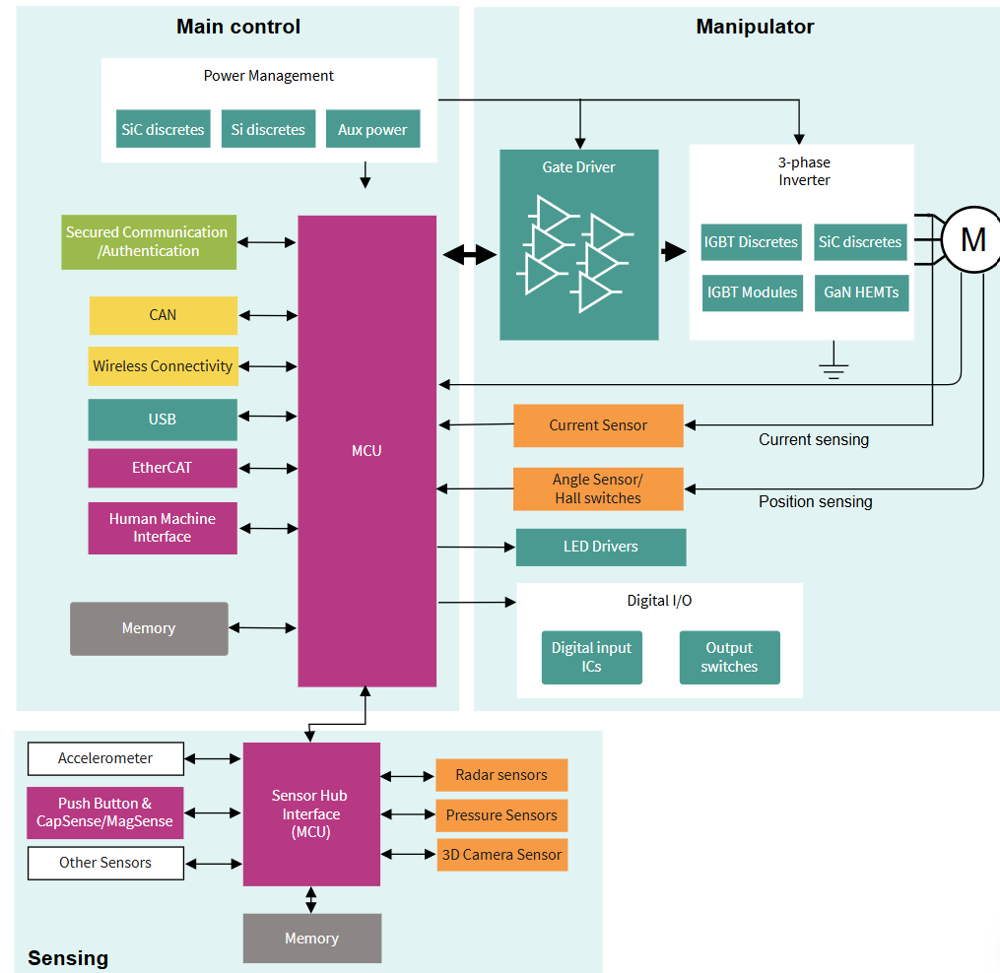 Main control
Manipulator
Power Management
SiC discretes
Si discretes
Aux power
Gate Driver
3-phase
Inverter
IGBT Discretes
SiC discretes
IGBT Modules
GaN HEMTs
M
Secured Communication
/Authentication
CAN
Wireless Connectivity
USB
EtherCAT
Human Machine
Interface
Memory
MCU
Current Sensor
Current sensing
Angle Sensor/
Hall switches
Position sensing
LED Drivers
Digital I/O
Digital input
ICs
Output
switches
Accelerometer
Push Button &
CapSense/MagSense
Other Sensors
Sensor Hub
Interface
(MCU)
Radar sensors
Pressure Sensors
3D Camera Sensor
Memory
Sensing